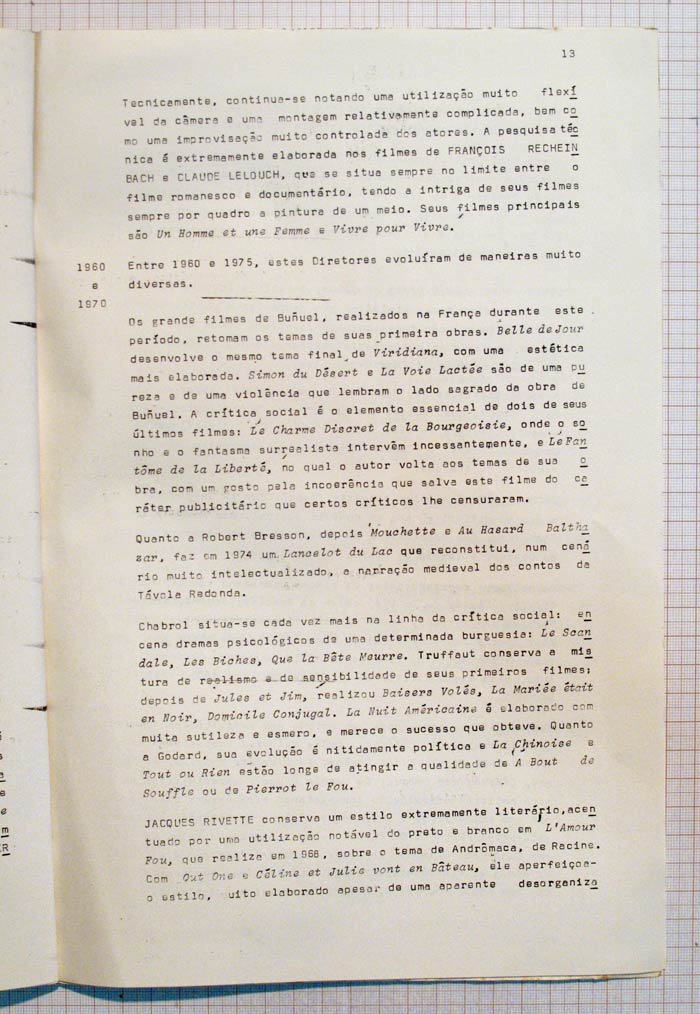 13
Tecnicamente, continua-se notando uma utilização muito flexí
vel da câmera e uma montagem relativamente complicada, bem co
mo uma improvisação muito controlada dos atores. A pesquisa téc
nica é extremamente elaborada nos filmes de FRANÇOIS RECHEIN
BACH e CLAUDE LELOUCH, que se situa sempre no limite entre o
filme romanesco e documentário, tendo a intriga de seus filmes
sempre por quadro a pintura de um meio. Seus filmes principais
são Un Homme et une Femme e Vivre pour Vivre.
1960
e
1970
Entre 1960 e 1975, estes Diretores evoluíram de maneiras muito
diversas.
Os grande filmes de Buñuel, realizados na França durante este
período, retomam os temas de suas primeira obras. Belle de Jour
desenvolve o mesmo tema final de Viridiana, com uma estética
mais elaborada. Simon du Désert e La Voie Lactée são de uma pu
reza e de uma violência que lembram o lado sagrado da obra de
Buñuel. A crítica social é o elemento essencial de dois de seus
últimos filmes: Le Charme Discret de la Bourgeoisie, onde o so
nho e o fantasma surrealista intervêm incessantemente, e Le Fan
tôme de la Liberté, no qual o autor volta aos temas de sua o
bra, com um gosto pela incoerência que salva este filme do ca
ráter publicitário que certos críticos lhe censuraram.
Quanto a Robert Bresson, depois Mouchette e Au Hasard Baltha
zar, faz em 1974 um Lancelot du Lac que reconstitui, num cená
rio muito intelectualizado, a narração medieval dos contos da
Távola Redonda.
Chabrol situa-se cada vez mais na linha da crítica social: en
cena dramas psicológicos de uma determinada burguesia: Le Scan
dale, Les Biches, Que la Bête Meurre. Truffaut conserva a mis
tura de realismo e de sensibilidade de seus primeiros filmes;
depois de Jules et Jim, realizou Baisers Volés, La Mariée était
en Noir, Domicile Conjugal. La Nuit Américaine é elaborado com
muita sutileza e esmero, e merece o sucesso que obteve. Quanto
a Godard, sua evolução é nitidamente política e La Chinoise e
Tout ou Rien estão longe de atingir a qualidade de A Bout de
Souffle ou de Pierrot le Fou.
JACQUES RIVETTE conserva um estilo extremamente literário, acen
tuado por uma utilização notável do preto e branco em L'Amour
Fou, que realiza em 1968, sobre o tema de Andrômaca, de Racine.
Com Out One e Céline et Julie vont en Bâteau, ele aperfeiçoa-
o estilo, uito elaborado apesar de uma aparente desorganiza